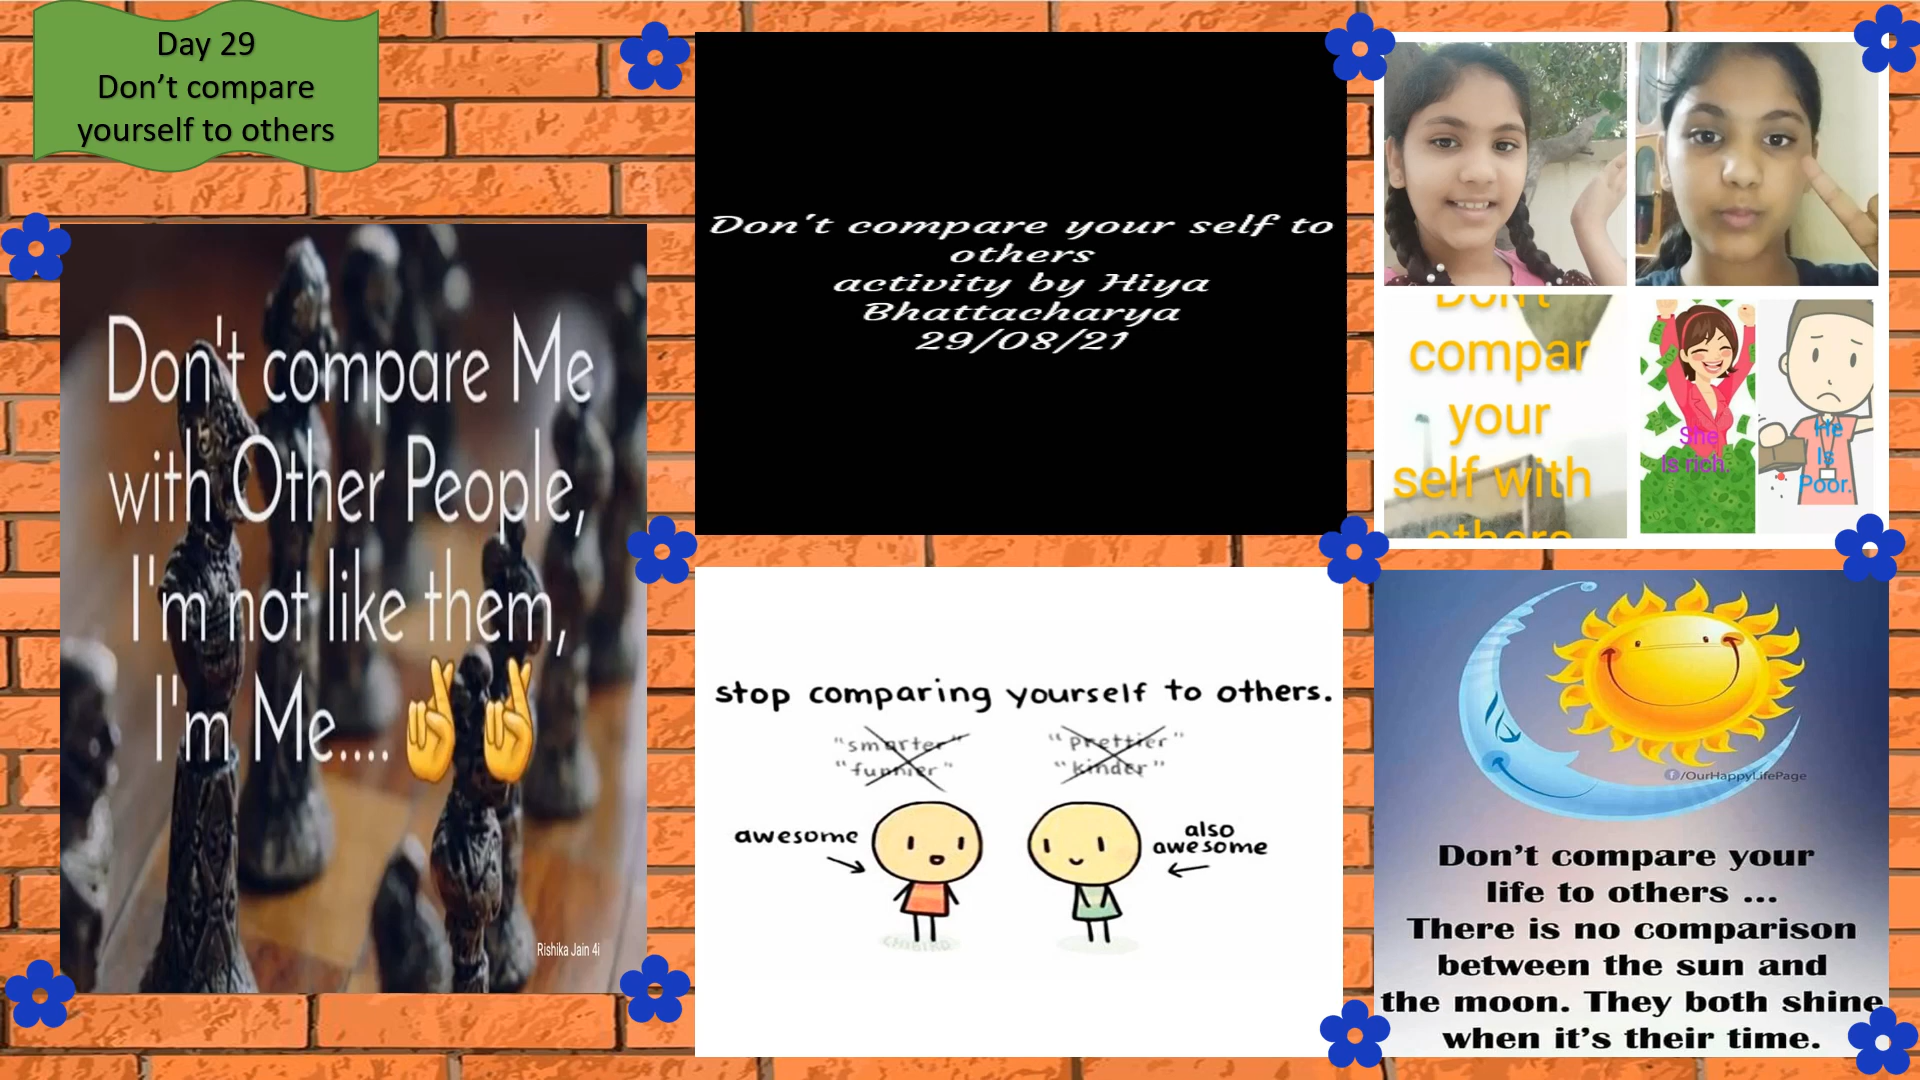 Day 29
Don’t compare
yourself to others
Don't compare Me
with Other People,
I'm not like them,
I'm Me....
Rishika Jain 4i
Don't compare your self to
others
activity by Hiya
Bhattacharya
29/08/21
Don't
compar
your
self with
others
She
Is rich.
He
Is
Poor.
stop comparing yourself to others.
"smarter"
"funnier"
"prettier"
"kinder"
awesome
also
awesome
f/OurHappyLifePage
Don’t compare your
life to others ...
There is no comparison
between the sun and
the moon. They both shine
when it’s their time.